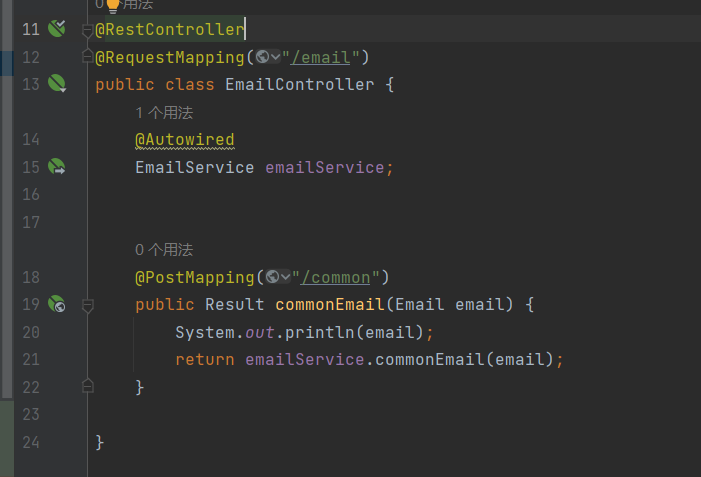 0个用法
11 @RestController
12 @RequestMapping("/email")
13 public class EmailController {
1 个用法
14 @Autowired
15 EmailService emailService;
16
17
0 个用法
18 @PostMapping("/common")
19 public Result commonEmail(Email email) {
20 System.out.println(email);
21 return emailService.commonEmail(email);
22 }
23
24 }